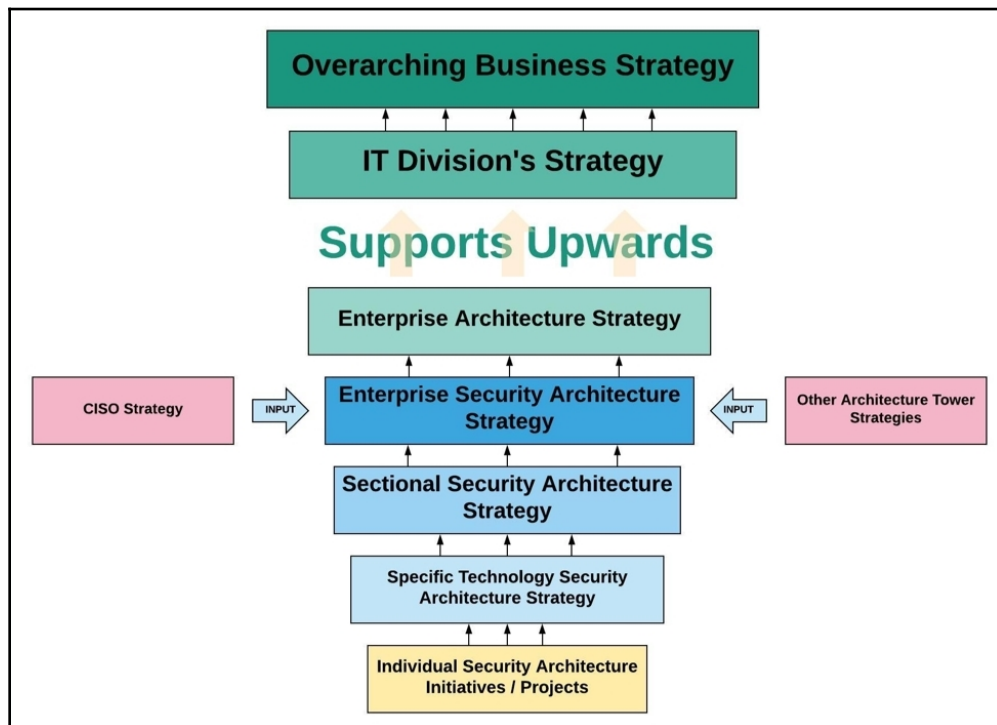 Overarching Business Strategy
IT Division's Strategy
Supports Upwards
Enterprise Architecture Strategy
CISO Strategy
INPUT
Enterprise Security Architecture
Strategy
INPUT
Other Architecture Tower
Strategies
Sectional Security Architecture
Strategy
Specific Technology Security
Architecture Strategy
Individual Security Architecture
Initiatives / Projects